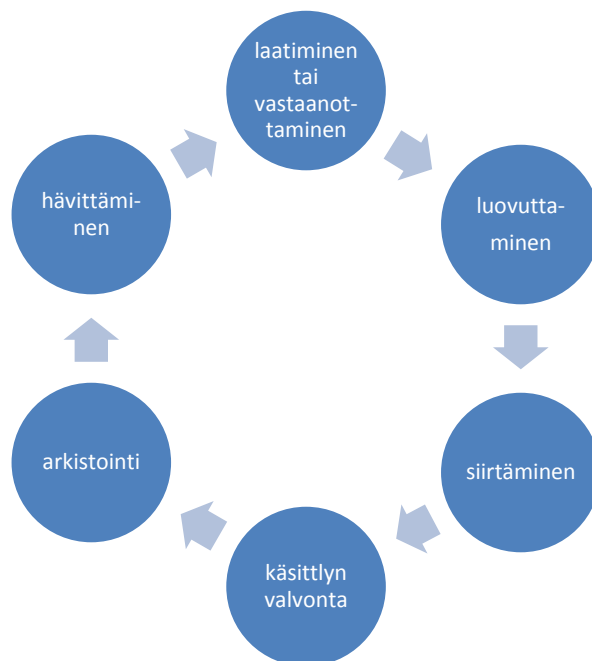 laatiminen
tai
vastaanot-
taminen
luovutta-
minen
siirtäminen
käsittlyn
valvonta
arkistointi
hävittämi-
nen